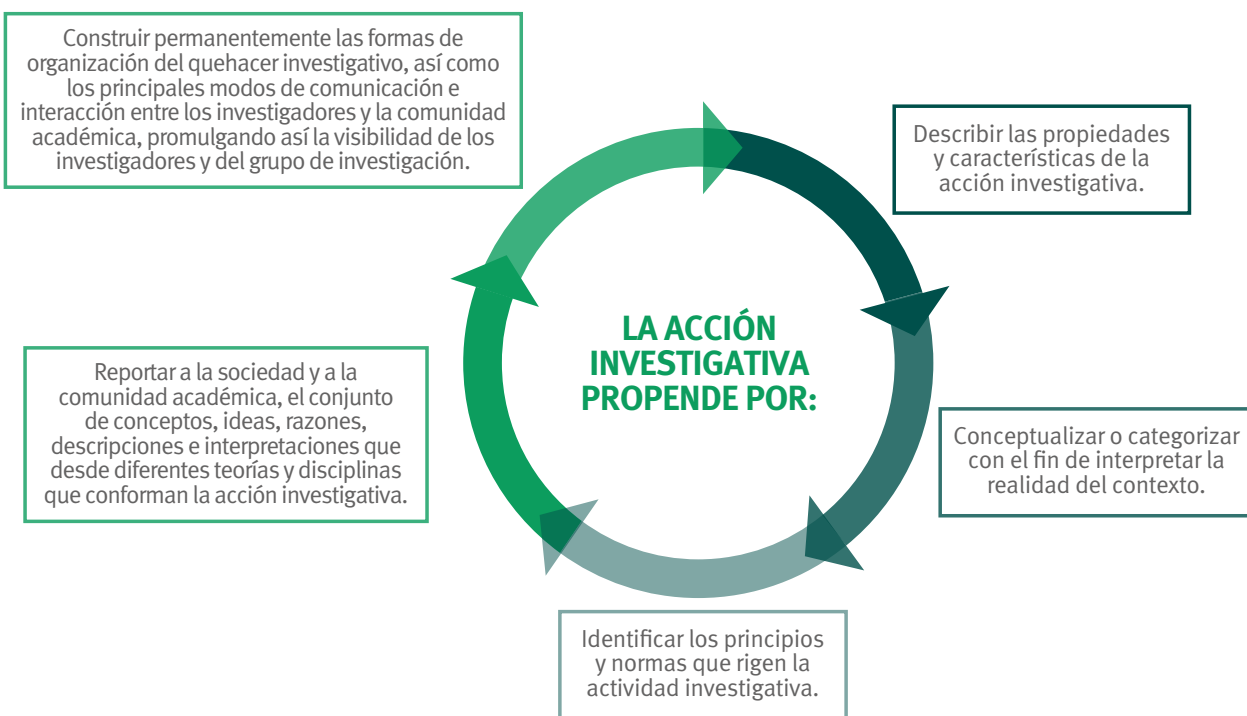 Construir permanentemente las formas de
organización del quehacer investigativo, así como
los principales modos de comunicación e
interacción entre los investigadores y la comunidad
académica, promulgando así la visibilidad de los
investigadores y del grupo de investigación.
Describir las propiedades
y características de la
acción investigativa.
LA ACCIÓN
INVESTIGATIVA
PROPENDE POR:
Reportar a la sociedad y a la
comunidad académica, el conjunto
de conceptos, ideas, razones,
descripciones e interpretaciones que
desde diferentes teorías y disciplinas
que conforman la acción investigativa.
Conceptualizar o categorizar
con el fin de interpretar la
realidad del contexto.
Identificar los principios
y normas que rigen la
actividad investigativa.